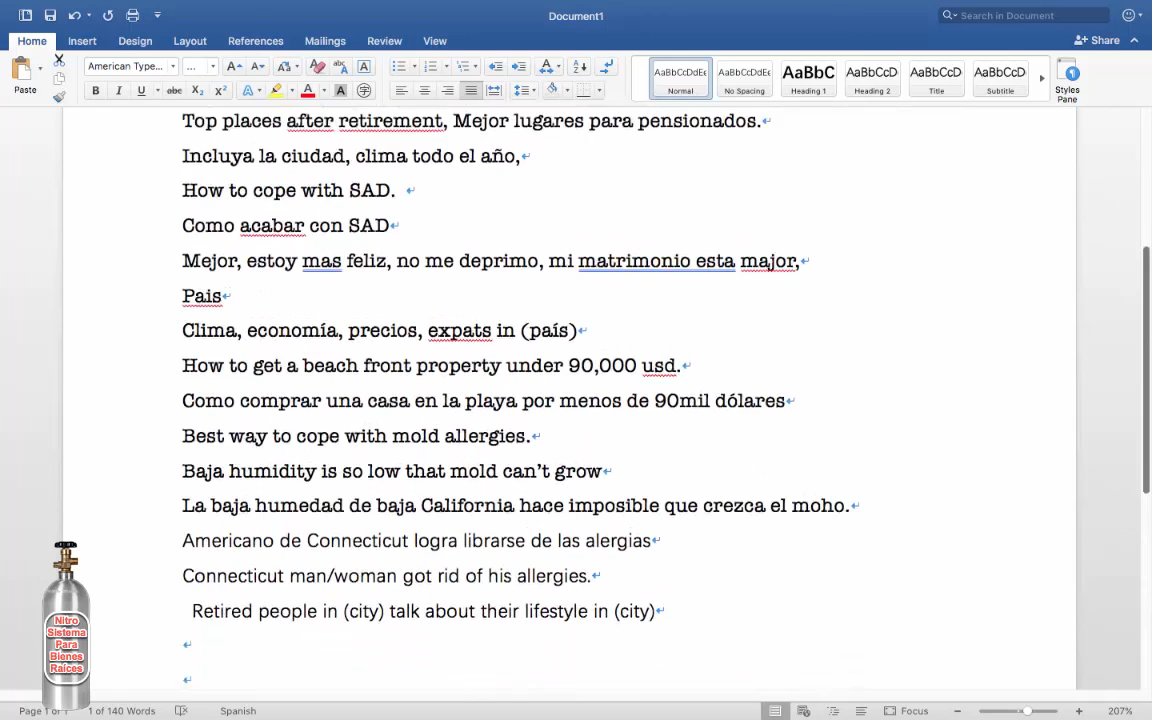 Document1
Search in Document
Home Insert Design Layout References Mailings Review View
Share
Paste
American Type... ...
AaBbCcDdEe AaBbCcDdEe AaBbC AaBbCcD AaBbCcD AaBbCcD
Normal No Spacing Heading 1 Heading 2 Title Subtitle
Styles
Pane
Top places after retirement, Mejor lugares para pensionados.
Incluya la ciudad, clima todo el año,
How to cope with SAD.
Como acabar con SAD
Mejor, estoy mas feliz, no me deprimo, mi matrimonio esta major,
Pais
Clima, economía, precios, expats in (país)
How to get a beach front property under 90,000 usd.
Como comprar una casa en la playa por menos de 90mil dólares
Best way to cope with mold allergies.
Baja humidity is so low that mold can’t grow
La baja humedad de baja California hace imposible que crezca el moho.
Americano de Connecticut logra librarse de las alergias
Connecticut man/woman got rid of his allergies.
Retired people in (city) talk about their lifestyle in (city)
Nitro
Sistema
Para
Bienes
Raíces
Page 1 of 1 1 of 140 Words Spanish Focus 207%